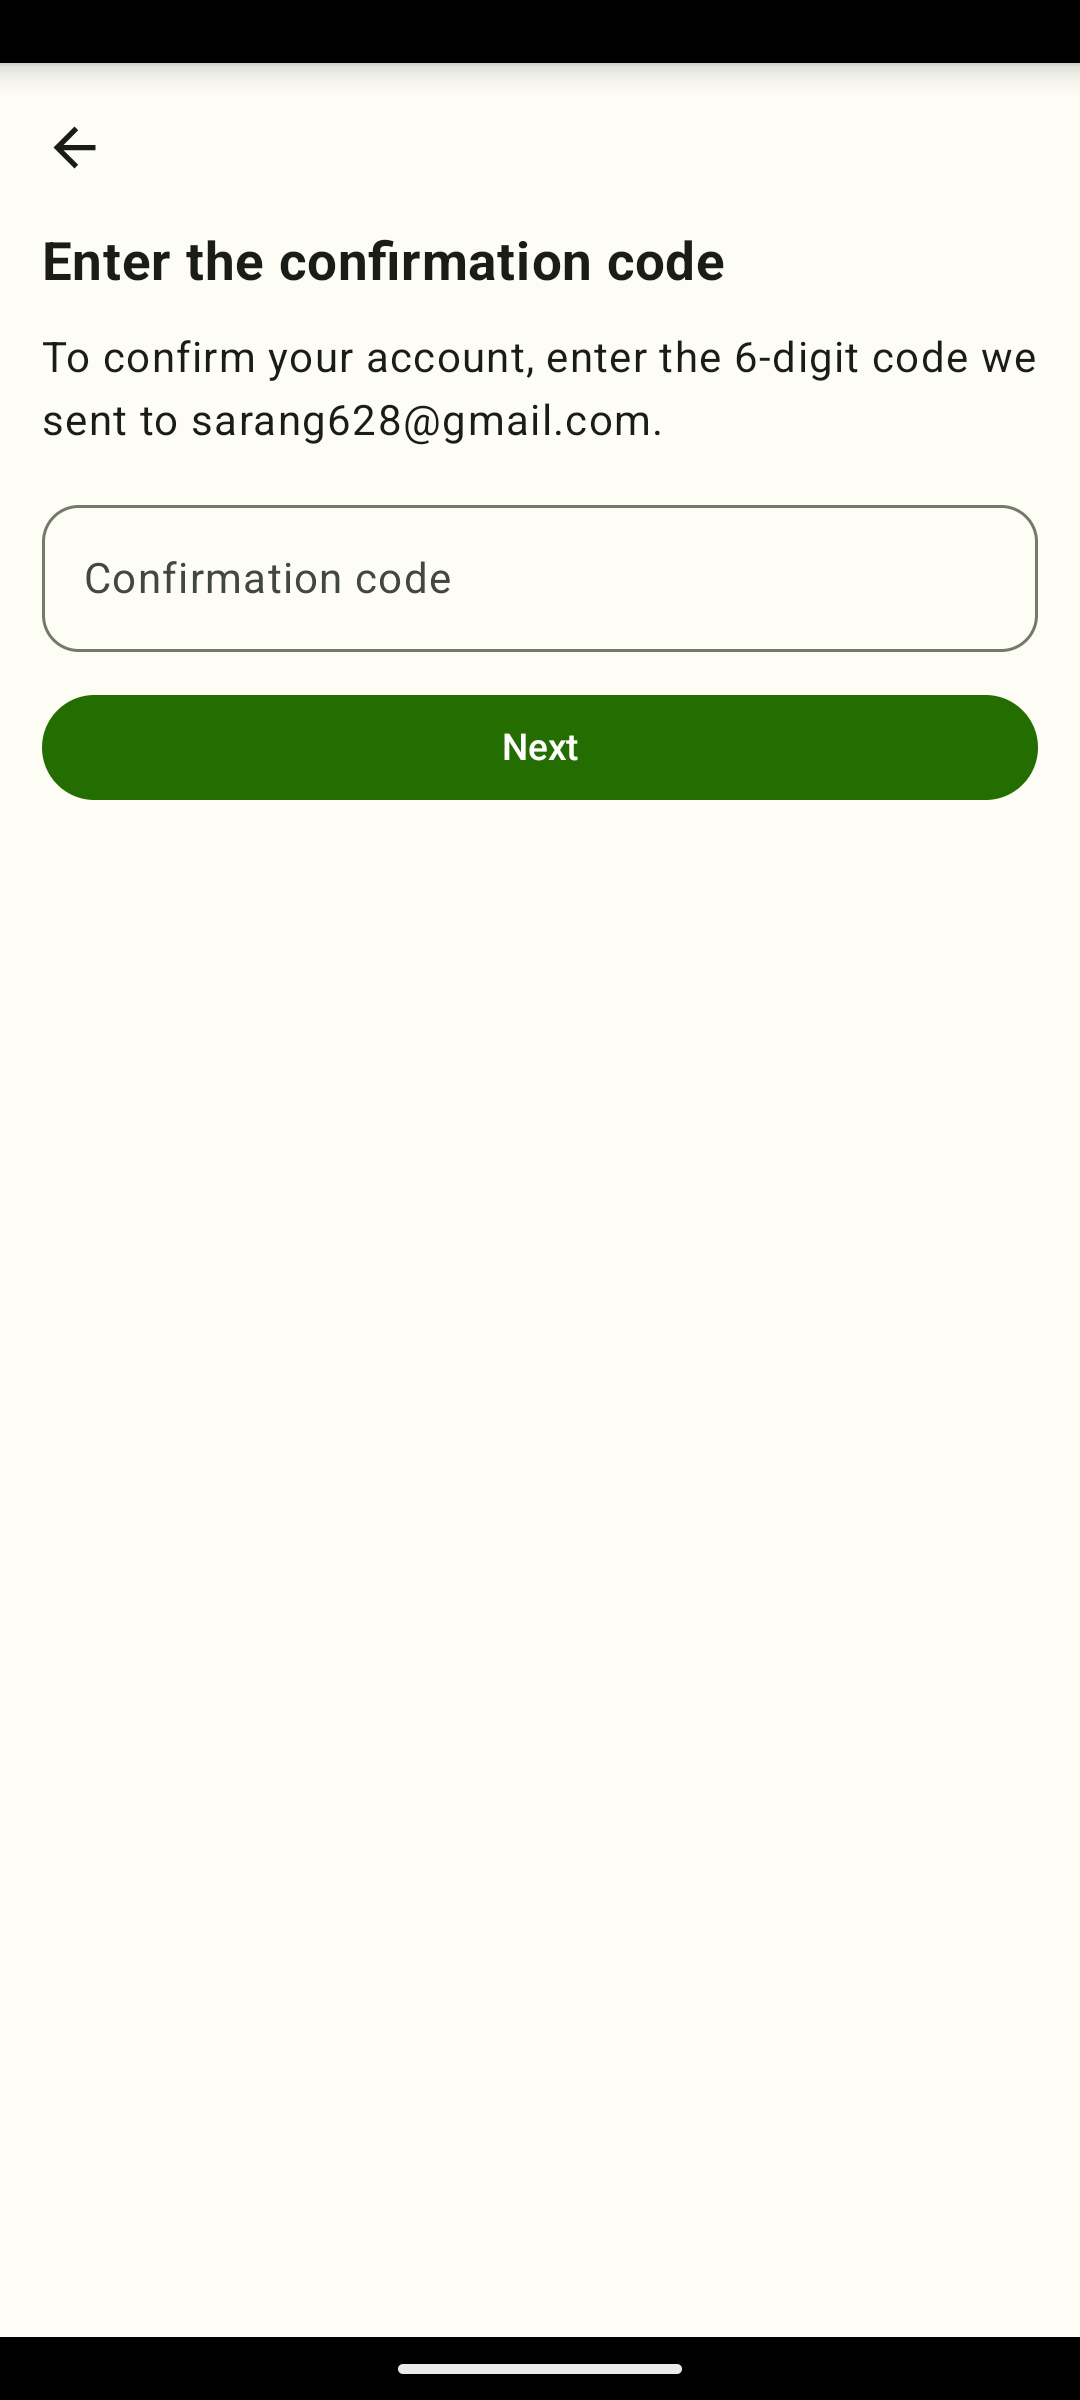 Enter the confirmation code
To confirm your account, enter the 6-digit code we
sent to sarang628@gmail.com.
Confirmation code
Next